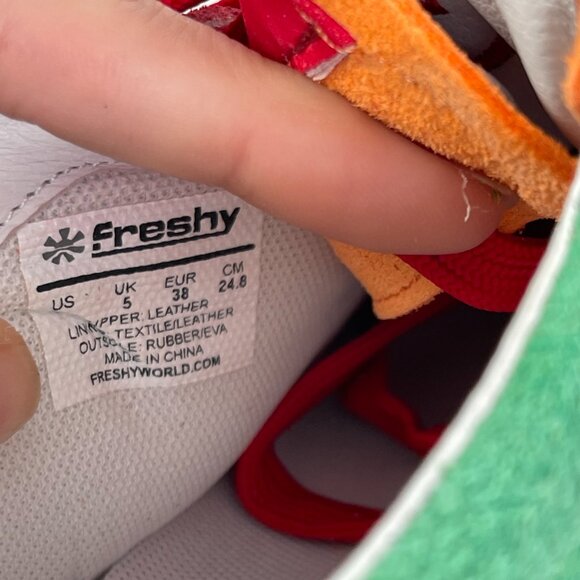 freshy
US UK EUR CM
5 38 24.8
UPPER: LEATHER
TEXTILE/LEATHER
OUTSOLE: RUBBER/EVA
MADE IN CHINA
FRESHYWORLD.COM